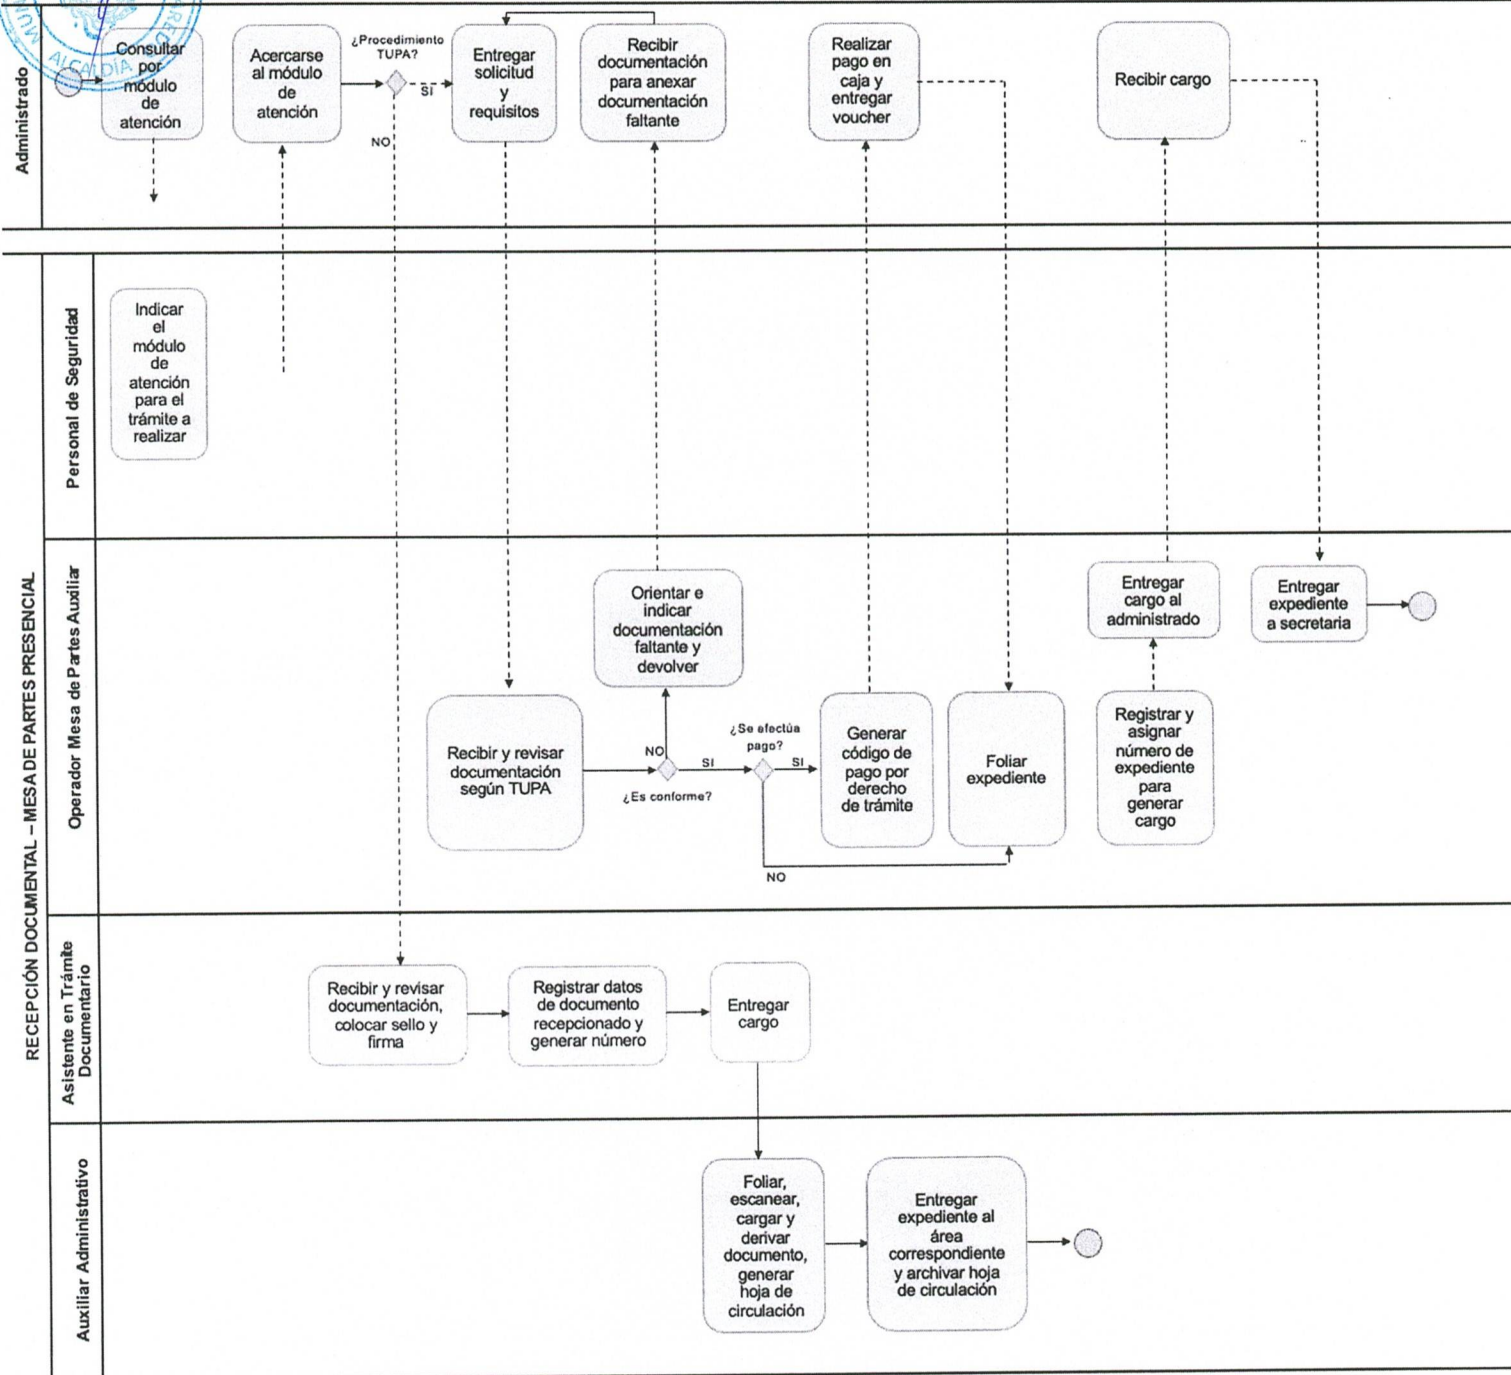 ALCALDÍA
Administrado
Consultar
por
módulo
de
atención
Acercarse
al módulo
de
atención
¿Procedimiento
TUPA?
SI
NO
Entregar
solicitud
y
requisitos
Recibir
documentación
para anexar
documentación
faltante
Realizar
pago en
caja y
entregar
voucher
Recibir cargo
RECEPCIÓN DOCUMENTAL – MESA DE PARTES PRESENCIAL
Personal de Seguridad
Indicar
el
módulo
de
atención
para el
trámite a
realizar
Operador Mesa de Partes Auxiliar
Recibir y revisar
documentación
según TUPA
Orientar e
indicar
documentación
faltante y
devolver
NO
SI
¿Es conforme?
¿Se efectúa
pago?
SI
NO
Generar
código de
pago por
derecho
de trámite
Foliar
expediente
Entregar
cargo al
administrado
Registrar y
asignar
número de
expediente
para
generar
cargo
Entregar
expediente
a secretaria
Asistente en Trámite
Documentario
Recibir y revisar
documentación,
colocar sello y
firma
Registrar datos
de documento
recepcionado y
generar número
Entregar
cargo
Auxiliar Administrativo
Foliar,
escanear,
cargar y
derivar
documento,
generar
hoja de
circulación
Entregar
expediente al
área
correspondiente
y archivar hoja
de circulación